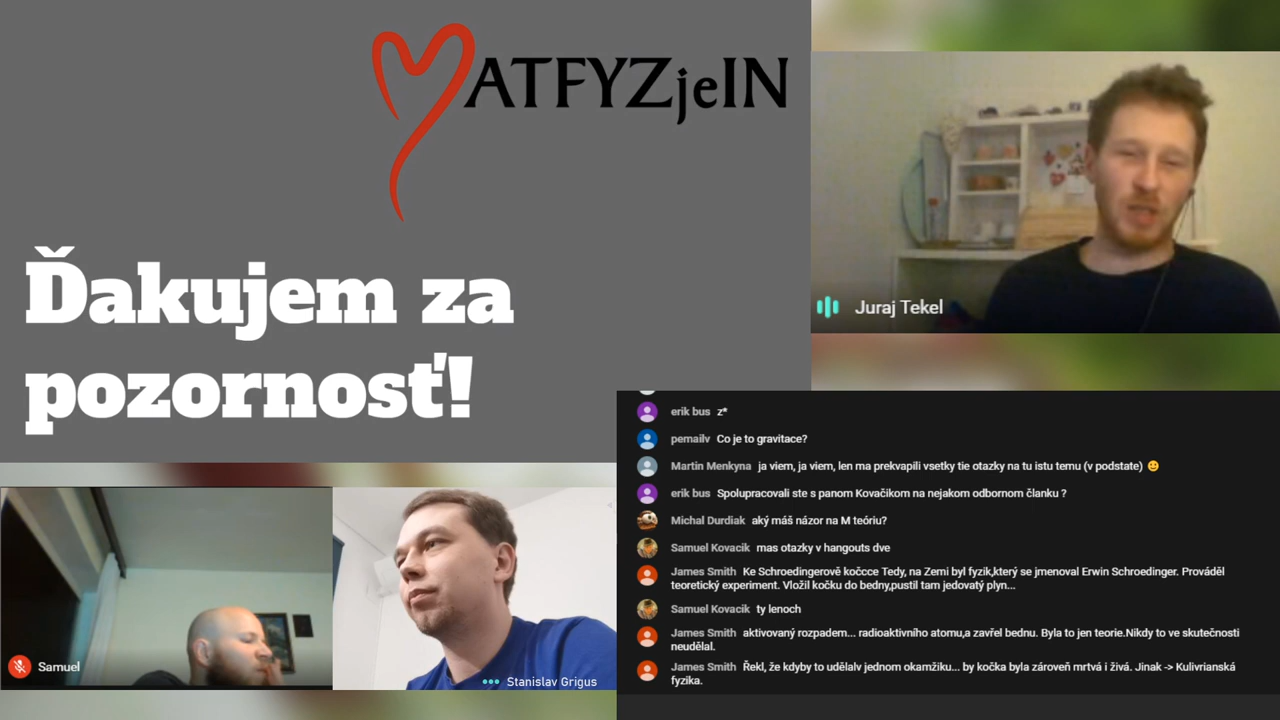 MATFYZjeIN
Ďakujem za
pozornosť!
Juraj Tekel
Samuel
Stanislav Grigus
erik bus z*
pemailv Co je to gravitace?
Martin Menkyna ja viem, ja viem, len ma prekvapili vsetky tie otazky na tu istu temu (v podstate) 🙂
erik bus Spolupracovali ste s panom Kovačikom na nejakom odbornom članku ?
Michal Durdiak aký máš názor na M teóriu?
Samuel Kovacik mas otazky v hangouts dve
James Smith Ke Schroedingerově kočcce Tedy, na Zemi byl fyzik,který se jmenoval Erwin Schroedinger. Prováděl
teoretický experiment. Vložil kočku do bedny,pustil tam jedovatý plyn...
Samuel Kovacik ty lenoch
James Smith aktivovaný rozpadem... radioaktivního atomu,a zavřel bednu. Byla to jen teorie.Nikdy to ve skutečnosti
neudělal.
James Smith Řekl, že kdyby to udělalv jednom okamžiku... by kočka byla zároveň mrtvá i živá. Jinak -> Kulivrianská
fyzika.